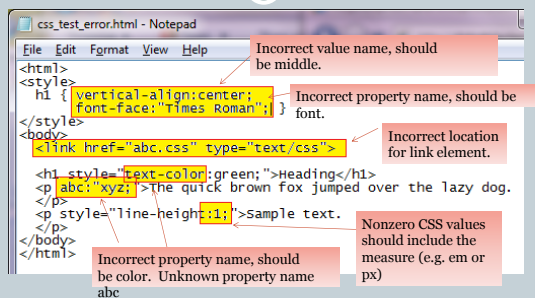 css_test_error.html - Notepad
File Edit Format View Help
Incorrect value name, should
be middle.
<html>
<style>
h1 { vertical-align:center;
font-face:"Times Roman"; }
Incorrect property name, should be
font.
</style>
<body>
<link href="abc.css" type="text/css">
Incorrect location
for link element.
<h1 style="text-color:green;">Heading</h1>
<p abc:"xyz;">The quick brown fox jumped over the lazy dog.
</p>
<p style="line-height:1;">Sample text.
</p>
</body>
</html>
Nonzero CSS values
should include the
measure (e.g. em or
px)
Incorrect property name, should
be color.  Unknown property name
abc